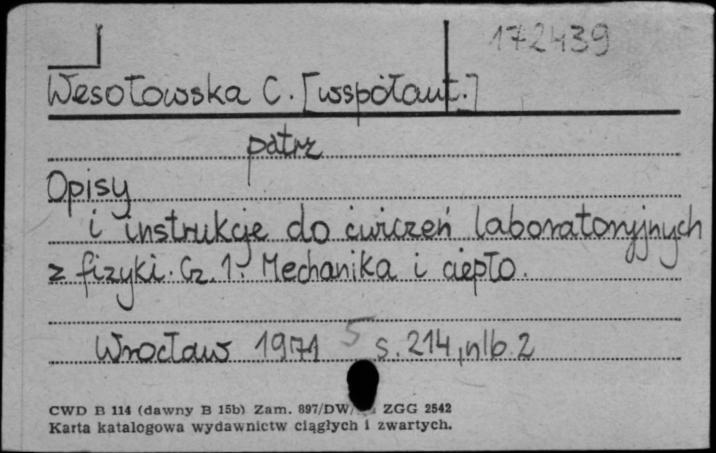 172439
Wesołowska C. [współaut.]
patrz
Opisy
i instrukcje do ćwiczeń laboratoryjnych
z fizyki. Cz. 1: Mechanika i ciepło.
Wrocław 1971 5 s. 214, nlb. 2
CWD B 114 (dawny B 15b) Zam. 897/DW/ ZGG 2542
Karta katalogowa wydawnictw ciągłych i zwartych.